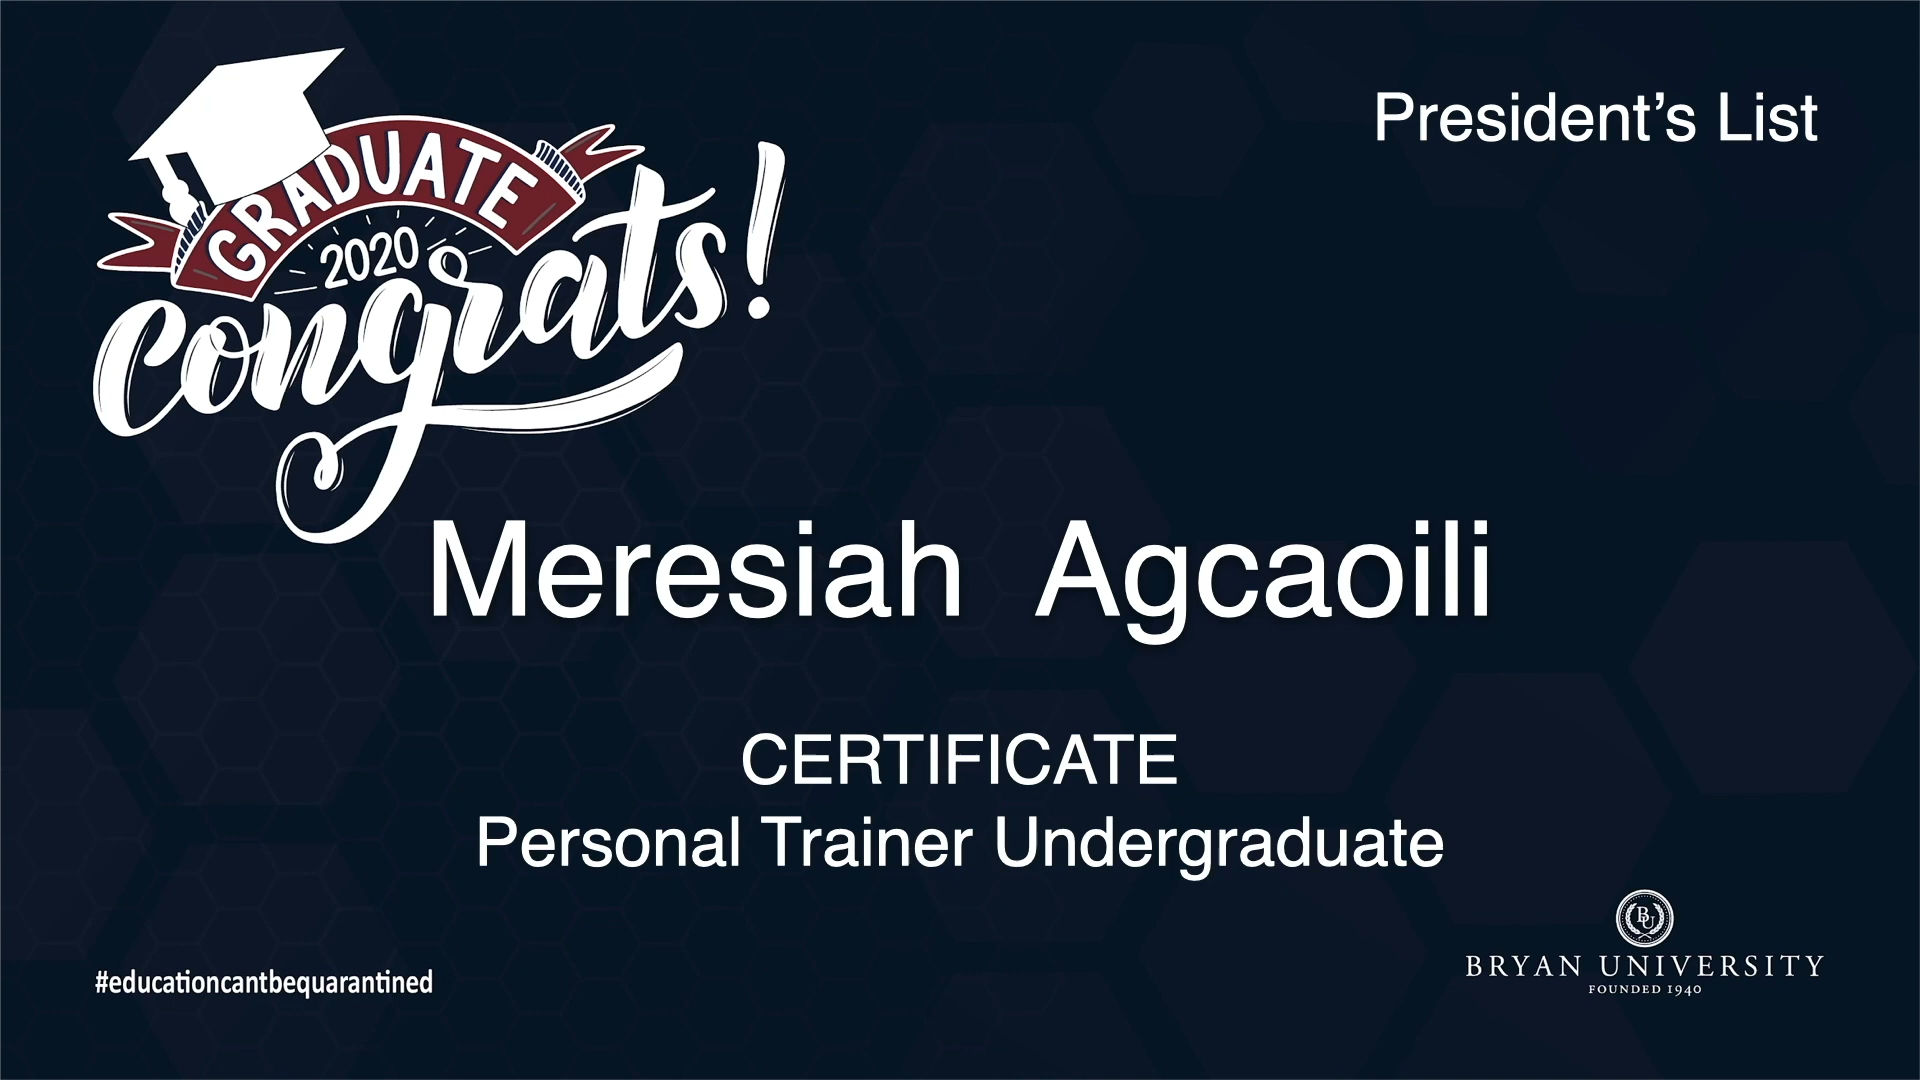 President’s List
GRADUATE
2020
Congrats!
Meresiah Agcaoili
CERTIFICATE
Personal Trainer Undergraduate
BU
BRYAN UNIVERSITY
FOUNDED 1940
#educationcantbequarantined